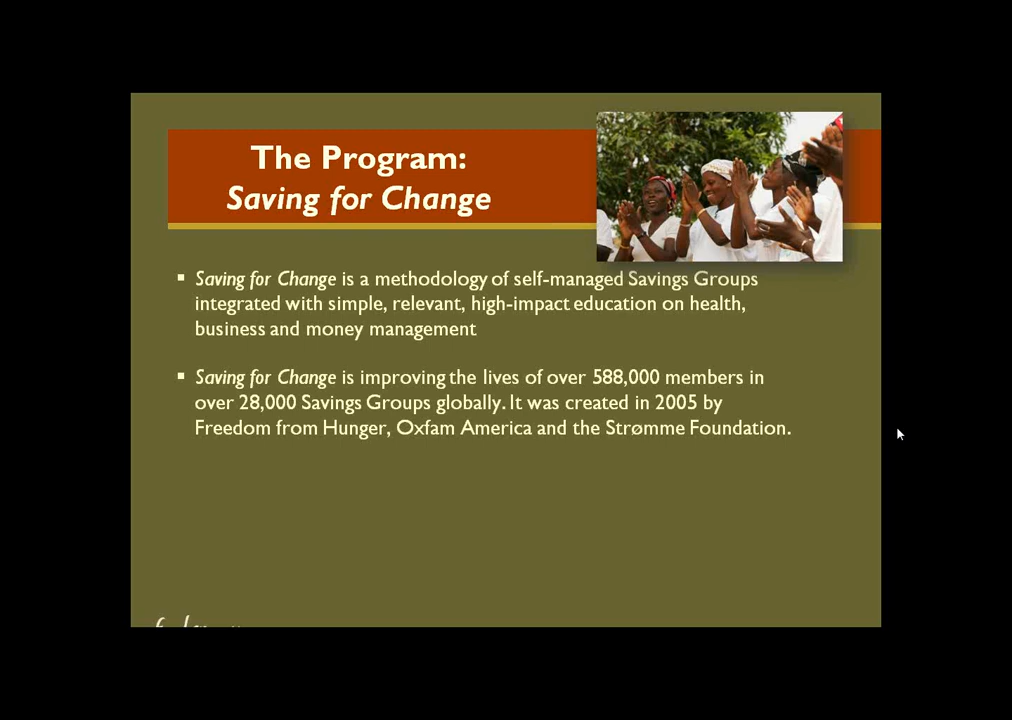 The Program:
Saving for Change
▪ Saving for Change is a methodology of self-managed Savings Groups
integrated with simple, relevant, high-impact education on health,
business and money management
▪ Saving for Change is improving the lives of over 588,000 members in
over 28,000 Savings Groups globally. It was created in 2005 by
Freedom from Hunger, Oxfam America and the Strømme Foundation.